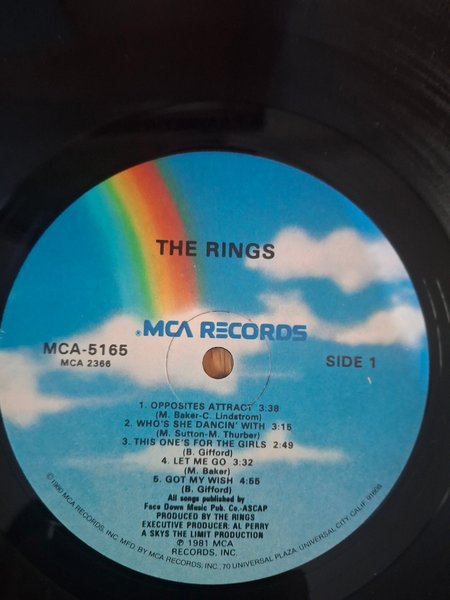 THE RINGS
®MCA RECORDS
MCA-5165
MCA 2366
SIDE 1
1. OPPOSITES ATTRACT 3:38
(M. Baker-C. Lindstrom)
2. WHO'S SHE DANCIN' WITH 3:15
(M. Sutton-M. Thurber)
3. THIS ONE'S FOR THE GIRLS 2:49
(B. Gifford)
4. LET ME GO 3:32
(M. Baker)
5. GOT MY WISH 4:55
(B. Gifford)
All songs published by
Face Down Music Pub. Co.-ASCAP
PRODUCED BY THE RINGS
EXECUTIVE PRODUCER: AL PERRY
A SKYS THE LIMIT PRODUCTION
℗ 1981 MCA
RECORDS, INC.
©1980 MCA RECORDS, INC. MFD. BY MCA RECORDS, INC., 70 UNIVERSAL PLAZA, UNIVERSAL CITY, CALIF. 91608